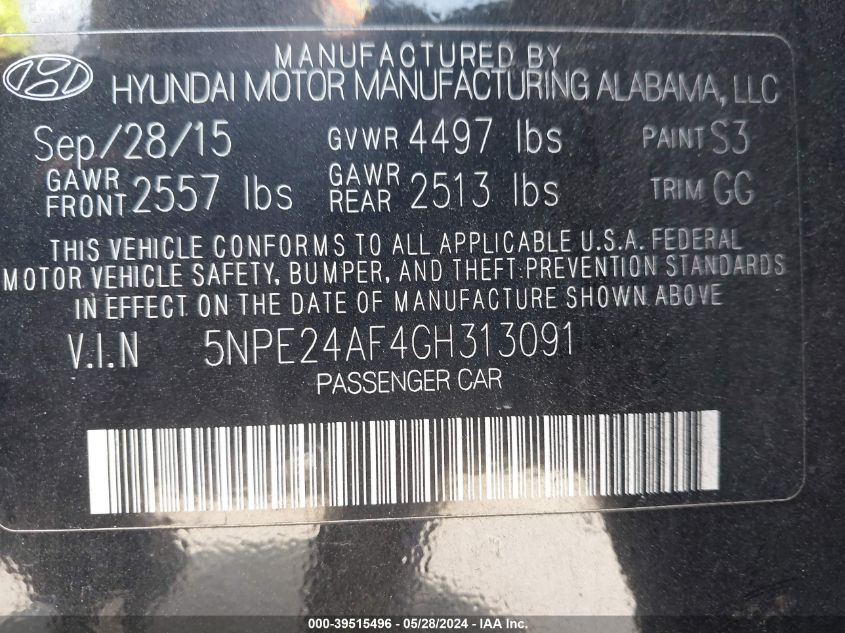 MANUFACTURED BY
HYUNDAI MOTOR MANUFACTURING ALABAMA, LLC
Sep/28/15 GVWR 4497 lbs PAINT S3
GAWR FRONT 2557 lbs GAWR REAR 2513 lbs TRIM GG
THIS VEHICLE CONFORMS TO ALL APPLICABLE U.S.A. FEDERAL
MOTOR VEHICLE SAFETY, BUMPER, AND THEFT PREVENTION STANDARDS
IN EFFECT ON THE DATE OF MANUFACTURE SHOWN ABOVE
V.I.N 5NPE24AF4GH313091
PASSENGER CAR
000-39515496 - 05/28/2024 - IAA, Inc.